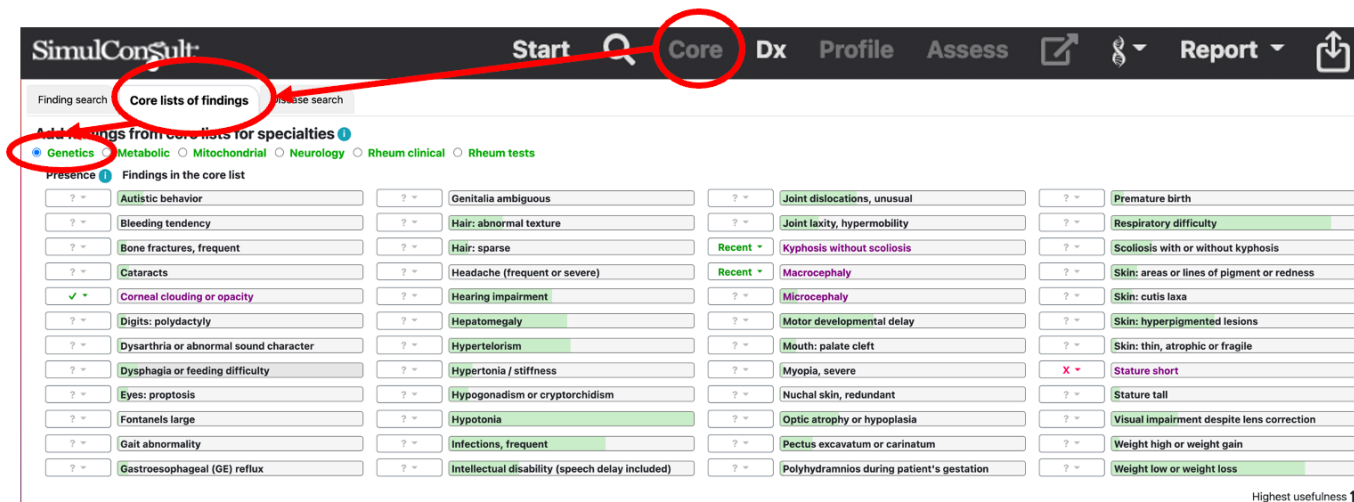 SimulConsult Start Core Dx Profile Assess Report
Finding search Core lists of findings Disease search
Add findings from core lists for specialties
Genetics Metabolic Mitochondrial Neurology Rheum clinical Rheum tests
Presence Findings in the core list
? Autistic behavior ? Genitalia ambiguous ? Joint dislocations, unusual ? Premature birth
? Bleeding tendency ? Hair: abnormal texture ? Joint laxity, hypermobility ? Respiratory difficulty
? Bone fractures, frequent ? Hair: sparse Recent Kyphosis without scoliosis ? Scoliosis with or without kyphosis
? Cataracts ? Headache (frequent or severe) Recent Macrocephaly ? Skin: areas or lines of pigment or redness
✓ Corneal clouding or opacity ? Hearing impairment ? Microcephaly ? Skin: cutis laxa
? Digits: polydactyly ? Hepatomegaly ? Motor developmental delay ? Skin: hyperpigmented lesions
? Dysarthria or abnormal sound character ? Hypertelorism ? Mouth: palate cleft ? Skin: thin, atrophic or fragile
? Dysphagia or feeding difficulty ? Hypertonia / stiffness ? Myopia, severe X Stature short
? Eyes: proptosis ? Hypogonadism or cryptorchidism ? Nuchal skin, redundant ? Stature tall
? Fontanels large ? Hypotonia ? Optic atrophy or hypoplasia ? Visual impairment despite lens correction
? Gait abnormality ? Infections, frequent ? Pectus excavatum or carinatum ? Weight high or weight gain
? Gastroesophageal (GE) reflux ? Intellectual disability (speech delay included) ? Polyhydramnios during patient's gestation ? Weight low or weight loss
Highest usefulness